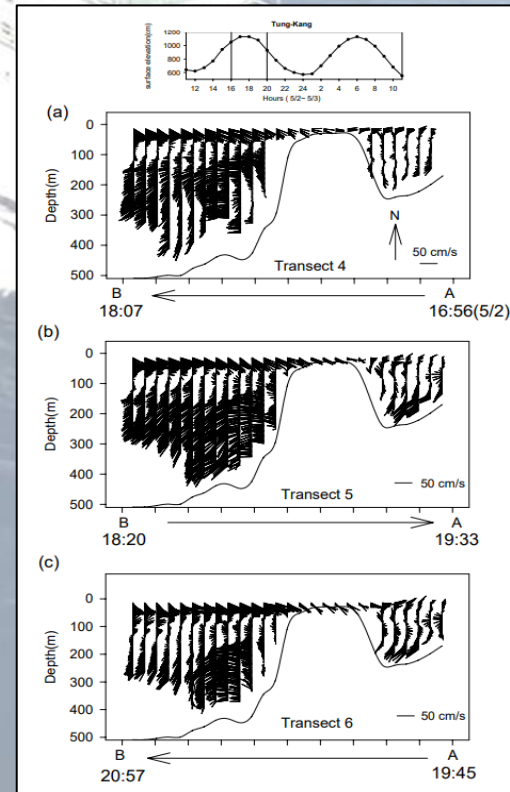 Tung-Kang
surface elevation(cm)
1200
1000
800
600
12 14 16 18 20 22 24 2 4 6 8 10
Hours ( 5/2~ 5/3)
(a)
Depth(m)
0
100
200
300
400
500
N
50 cm/s
Transect 4
B A
18:07 16:56(5/2)
(b)
Depth(m)
0
100
200
300
400
500
Transect 5
50 cm/s
B A
18:20 19:33
(c)
Depth(m)
0
100
200
300
400
500
Transect 6
50 cm/s
B A
20:57 19:45